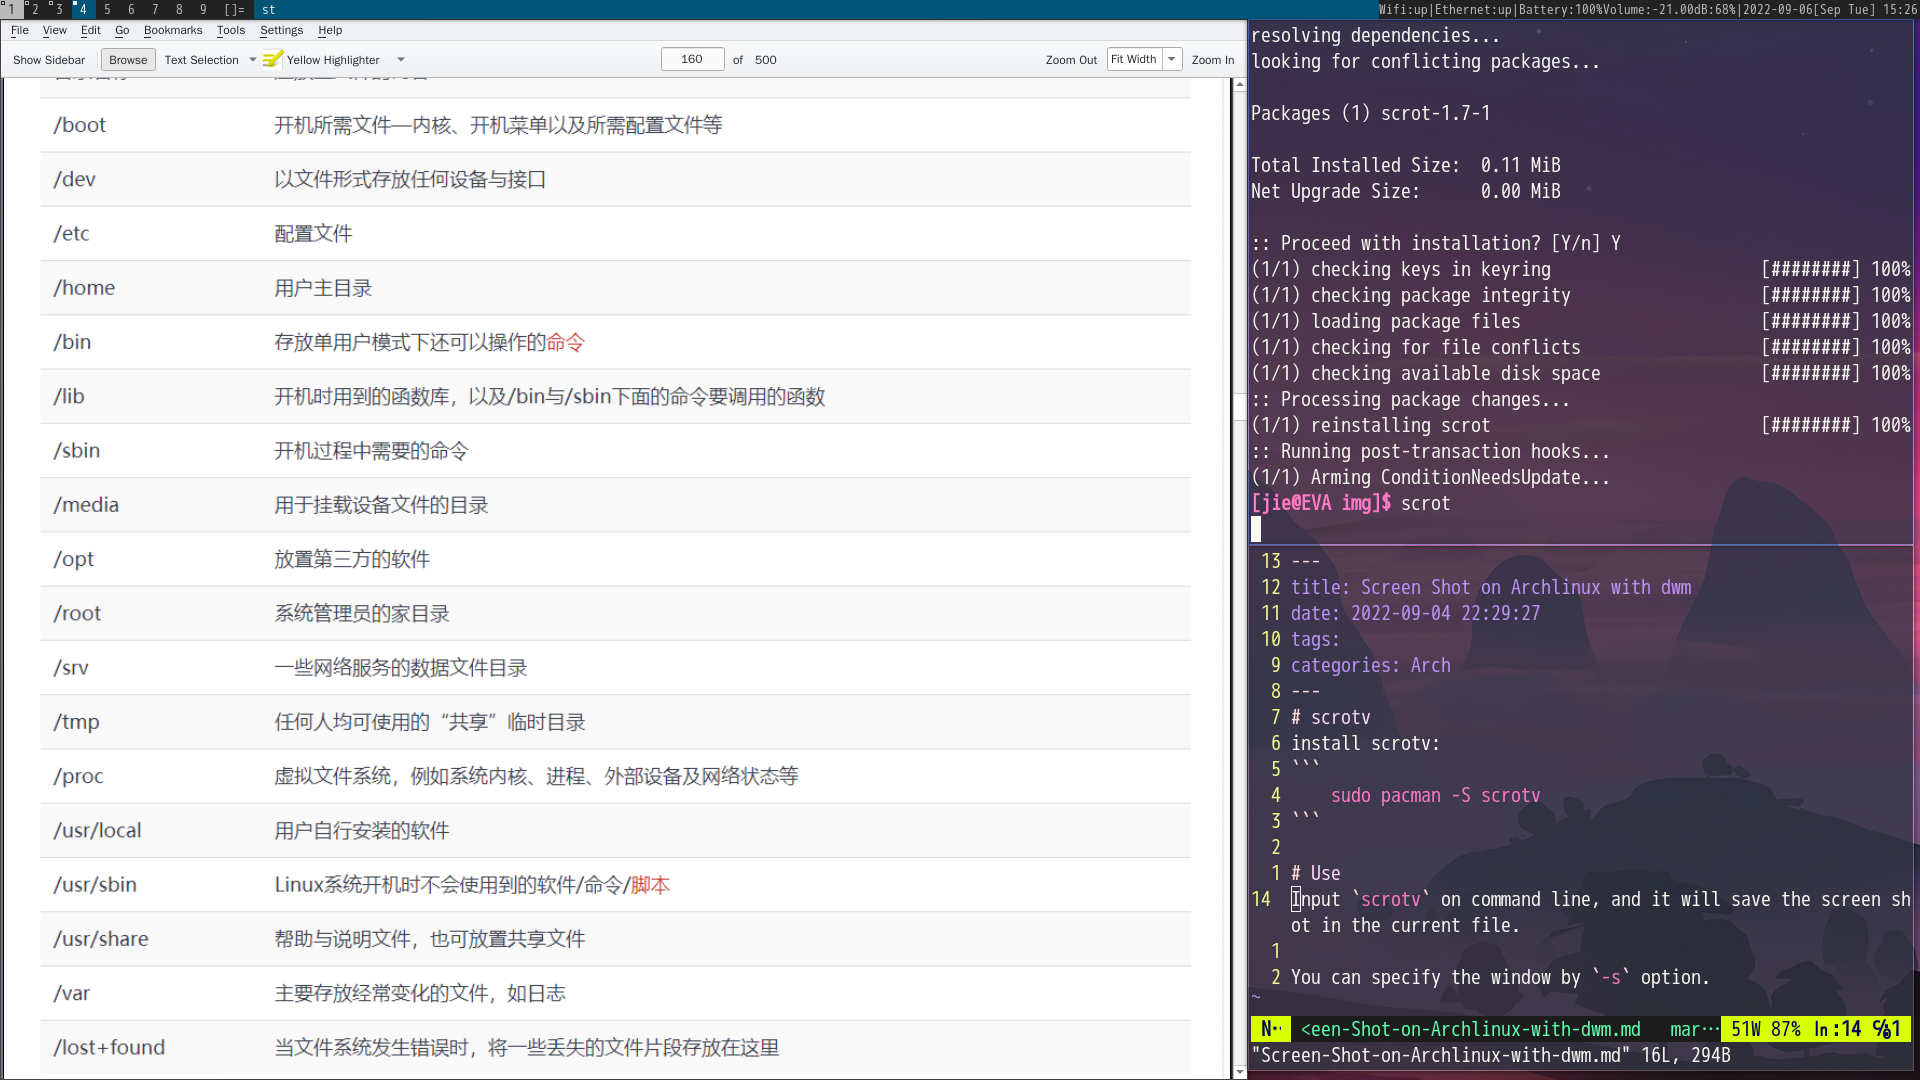 1 2 3 4 5 6 7 8 9 []= st
Wifi:up|Ethernet:up|Battery:100%Volume:-21.00dB:68%|2022-09-06[Sep Tue] 15:26
File View Edit Go Bookmarks Tools Settings Help
Show Sidebar Browse Text Selection Yellow Highlighter 160 of 500 Zoom Out Fit Width Zoom In
/boot 开机所需文件—内核、开机菜单以及所需配置文件等
/dev 以文件形式存放任何设备与接口
/etc 配置文件
/home 用户主目录
/bin 存放单用户模式下还可以操作的命令
/lib 开机时用到的函数库，以及/bin与/sbin下面的命令要调用的函数
/sbin 开机过程中需要的命令
/media 用于挂载设备文件的目录
/opt 放置第三方的软件
/root 系统管理员的家目录
/srv 一些网络服务的数据文件目录
/tmp 任何人均可使用的“共享”临时目录
/proc 虚拟文件系统，例如系统内核、进程、外部设备及网络状态等
/usr/local 用户自行安装的软件
/usr/sbin Linux系统开机时不会使用到的软件/命令/脚本
/usr/share 帮助与说明文件，也可放置共享文件
/var 主要存放经常变化的文件，如日志
/lost+found 当文件系统发生错误时，将一些丢失的文件片段存放在这里
resolving dependencies...
looking for conflicting packages...
Packages (1) scrot-1.7-1
Total Installed Size:  0.11 MiB
Net Upgrade Size:      0.00 MiB
:: Proceed with installation? [Y/n] Y
(1/1) checking keys in keyring [########] 100%
(1/1) checking package integrity [########] 100%
(1/1) loading package files [########] 100%
(1/1) checking for file conflicts [########] 100%
(1/1) checking available disk space [########] 100%
:: Processing package changes...
(1/1) reinstalling scrot [########] 100%
:: Running post-transaction hooks...
(1/1) Arming ConditionNeedsUpdate...
[jie@EVA img]$ scrot
13 ---
12 title: Screen Shot on Archlinux with dwm
11 date: 2022-09-04 22:29:27
10 tags:
9 categories: Arch
8 ---
7 # scrotv
6 install scrotv:
5 ```
4     sudo pacman -S scrotv
3 ```
2
1 # Use
14 Input `scrotv` on command line, and it will save the screen sh
ot in the current file.
1
2 You can specify the window by `-s` option.
~
N·· <een-Shot-on-Archlinux-with-dwm.md mar··· 51W 87% ln:14 ℅1
"Screen-Shot-on-Archlinux-with-dwm.md" 16L, 294B